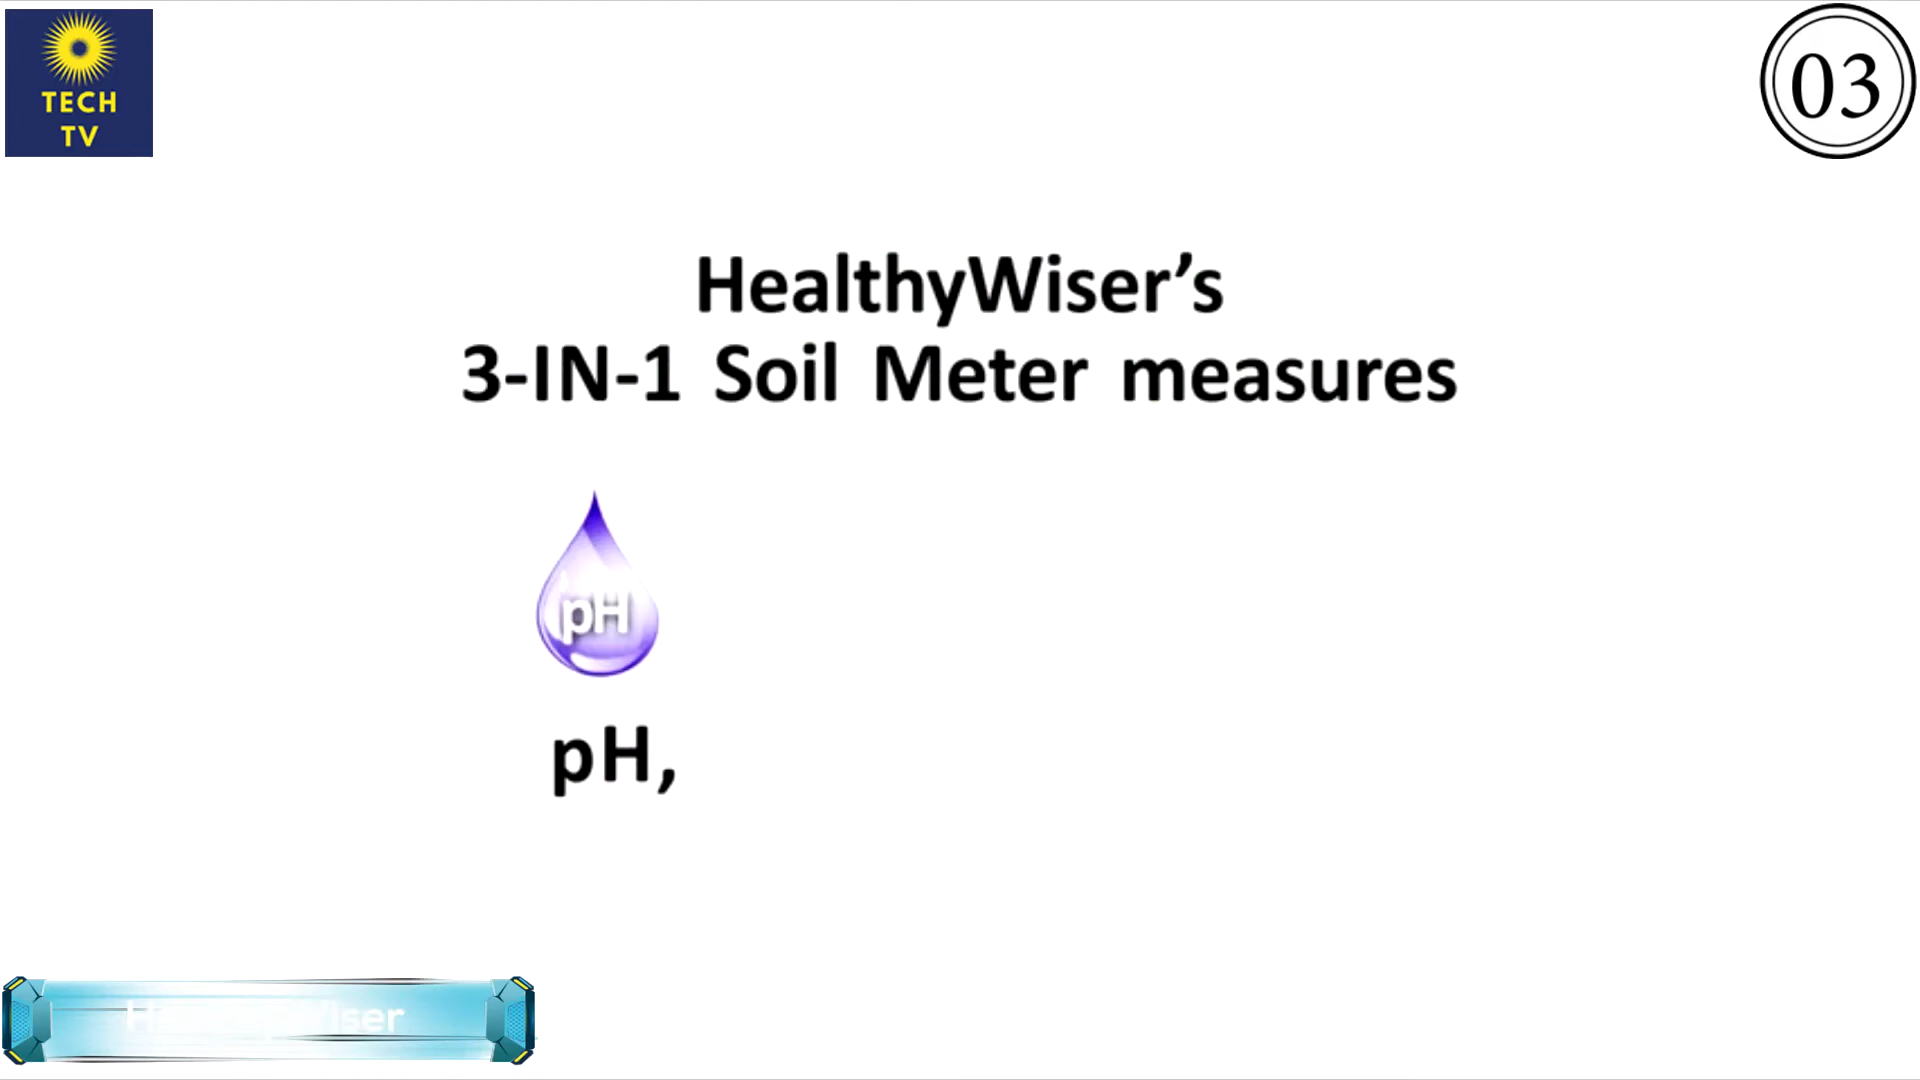 TECH
TV
03
HealthyWiser’s
3-IN-1 Soil Meter measures
pH
pH,